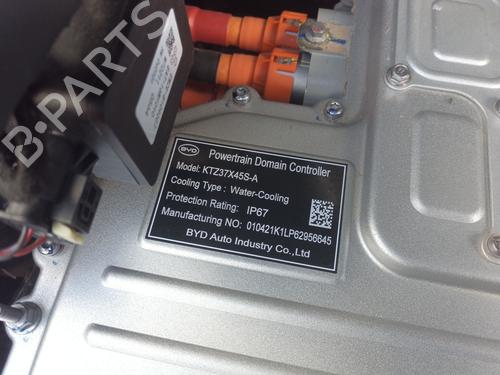 B-PARTS
BYD
Powertrain Domain Controller
Model: KTZ37X45S-A
Cooling Type : Water-Cooling
Protection Rating: IP67
Manufacturing NO: 010421K1LP62956645
BYD Auto Industry Co.,Ltd